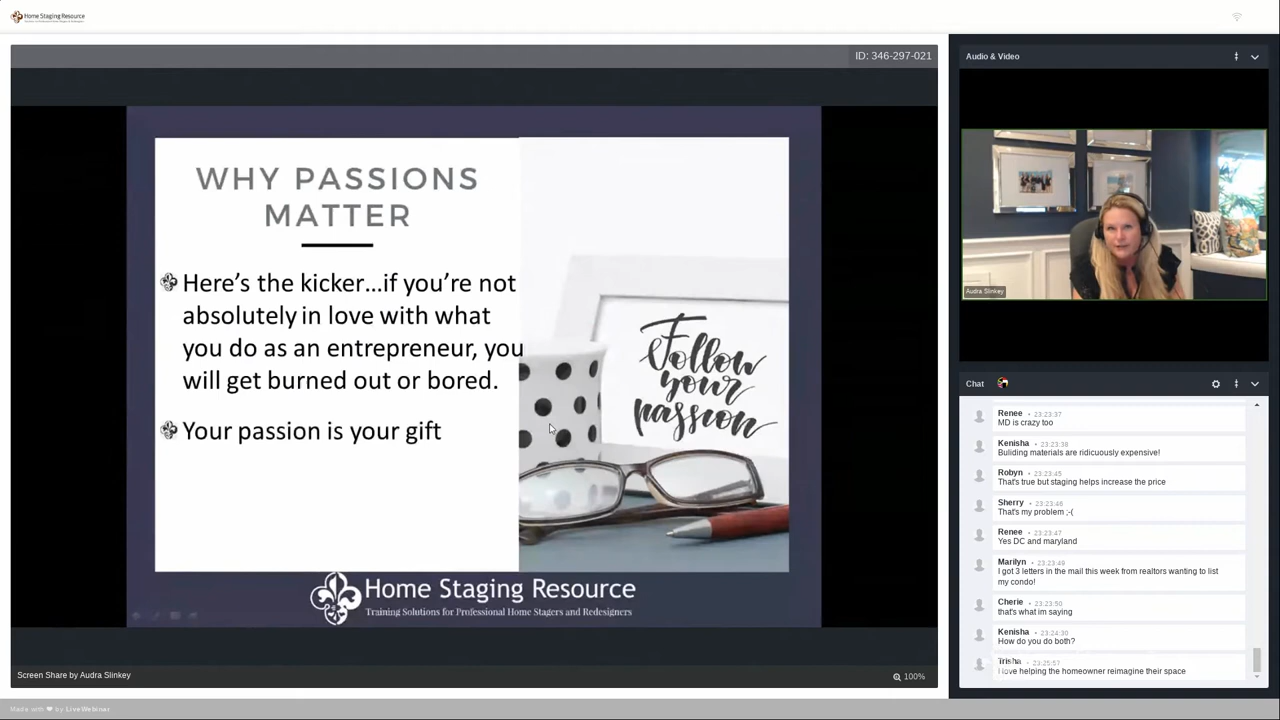 Home Staging Resource
ID: 346-297-021
WHY PASSIONS
MATTER
Here's the kicker...if you're not
absolutely in love with what
you do as an entrepreneur, you
will get burned out or bored.
Your passion is your gift
Follow
your
passion
Home Staging Resource
Training Solutions for Professional Home Stagers and Redesigners
Screen Share by Audra Slinkey
100%
Audio & Video
Audra Slinkey
Chat
Renee • 23:23:37
MD is crazy too
Kenisha • 23:23:39
Buliding materials are ridicuously expensive!
Robyn • 23:23:45
That's true but staging helps increase the price
Sherry • 23:23:46
That's my problem ;-(
Renee • 23:23:47
Yes DC and maryland
Marilyn • 23:23:49
I got 3 letters in the mail this week from realtors wanting to list
my condo!
Cherie • 23:23:50
that's what im saying
Kenisha • 23:24:39
How do you do both?
Trisha • 23:25:57
I love helping the homeowner reimagine their space
Made with ❤ by LiveWebinar